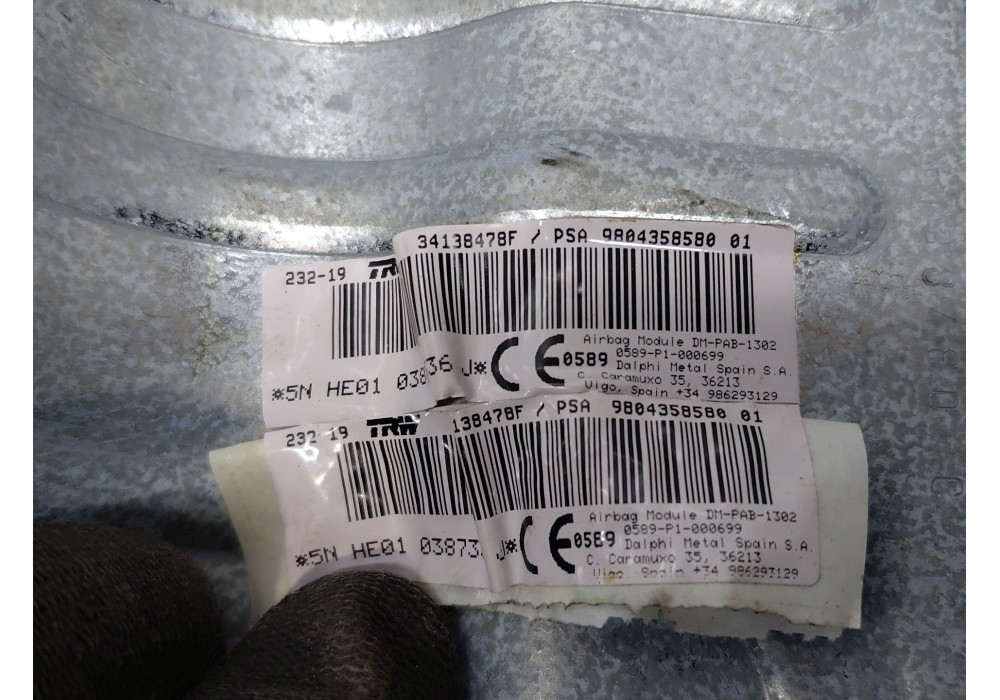 34138478F / PSA 9804358580 01
232-19 TRW
Airbag Module DM-PAB-1302
0589 0589-P1-000699
Dalphi Metal Spain S.A.
C. Caramuxo 35, 36213
Vigo, Spain +34 986293129
*5N HE01 038 36 J*
232-19 TRW 138478F / PSA 9804358580 01
Airbag Module DM-PAB-1302
0589-P1-000699
0589 Dalphi Metal Spain S.A.
C. Caramuxo 35, 36213
Vigo, Spain +34 986293129
*5N HE01 03873 J*